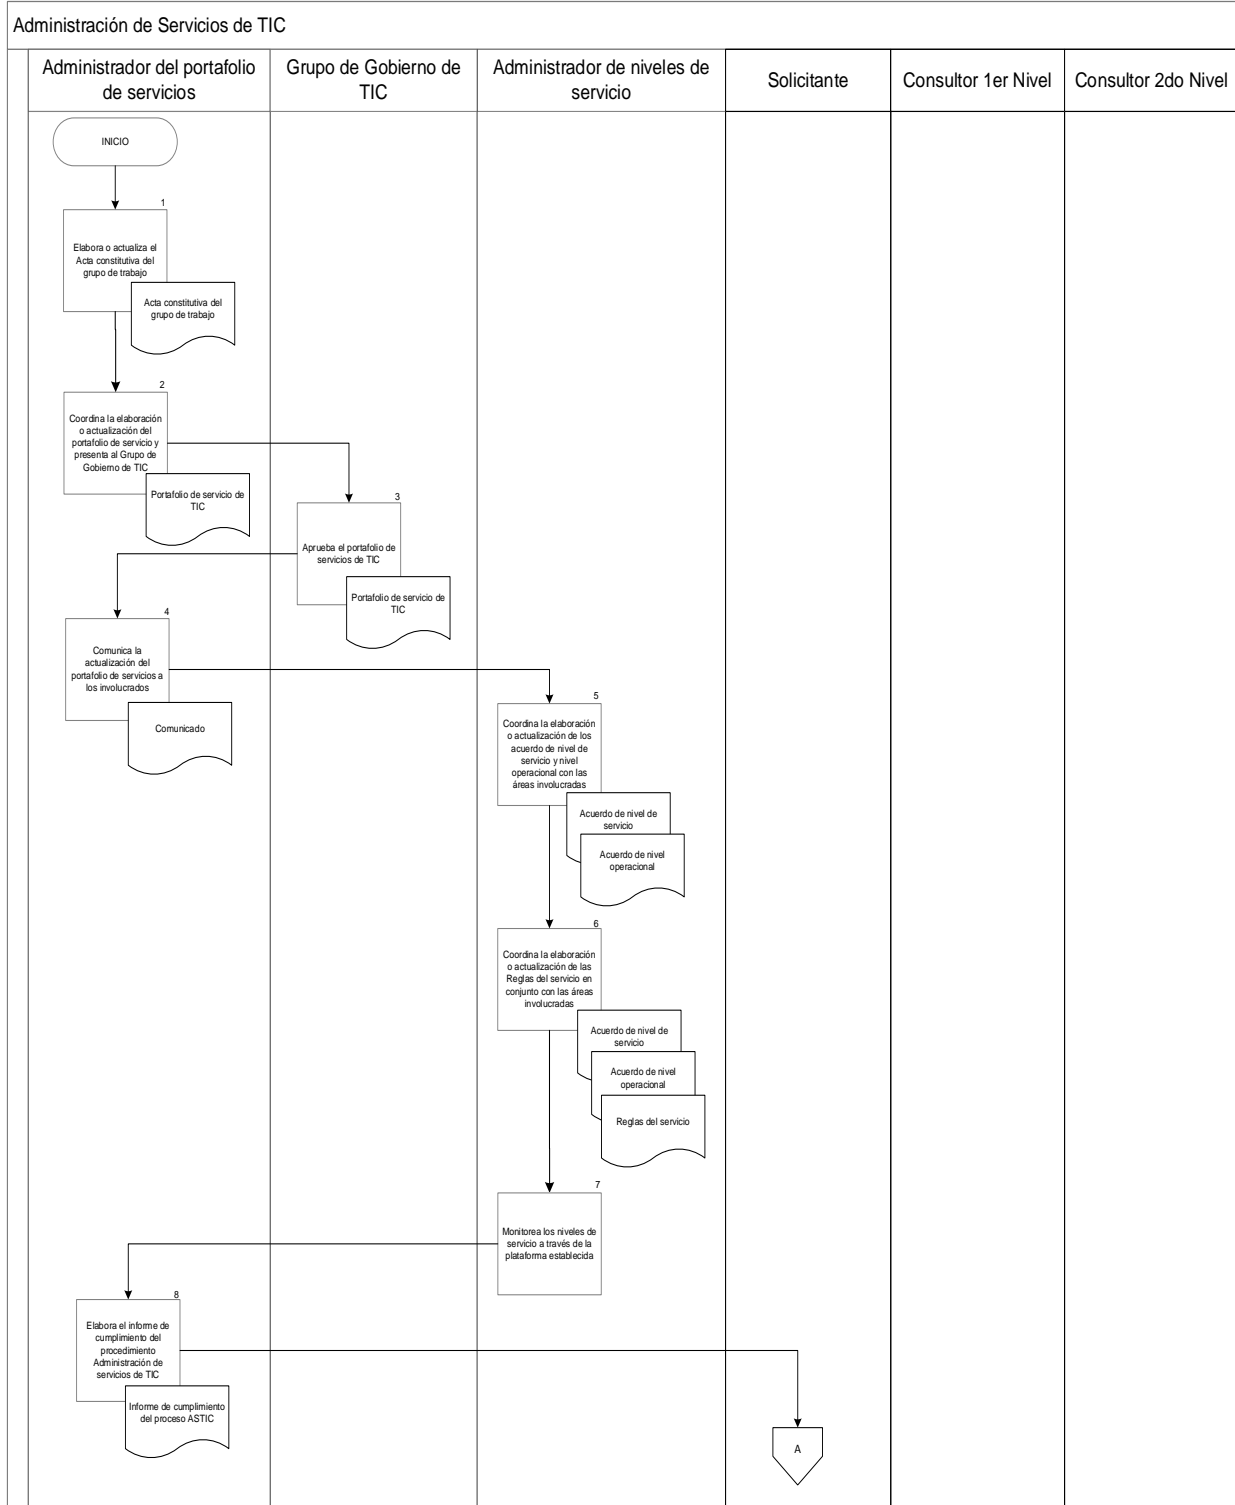 Administración de Servicios de TIC
Administrador del portafolio
de servicios
Grupo de Gobierno de
TIC
Administrador de niveles de
servicio
Solicitante
Consultor 1er Nivel
Consultor 2do Nivel
INICIO
1
Elabora o actualiza el
Acta constitutiva del
grupo de trabajo
Acta constitutiva del
grupo de trabajo
2
Coordina la elaboración
o actualización del
portafolio de servicio y
presenta al Grupo de
Gobierno de TIC
Portafolio de servicio de
TIC
3
Aprueba el portafolio de
servicios de TIC
Portafolio de servicio de
TIC
4
Comunica la
actualización del
portafolio de servicios a
los involucrados
Comunicado
5
Coordina la elaboración
o actualización de los
acuerdo de nivel de
servicio y nivel
operacional con las
áreas involucradas
Acuerdo de nivel de
servicio
Acuerdo de nivel
operacional
6
Coordina la elaboración
o actualización de las
Reglas del servicio en
conjunto con las áreas
involucradas
Acuerdo de nivel de
servicio
Acuerdo de nivel
operacional
Reglas del servicio
7
Monitorea los niveles de
servicio a través de la
plataforma establecida
8
Elabora el informe de
cumplimiento del
procedimiento
Administración de
servicios de TIC
Informe de cumplimiento
del proceso ASTIC
A